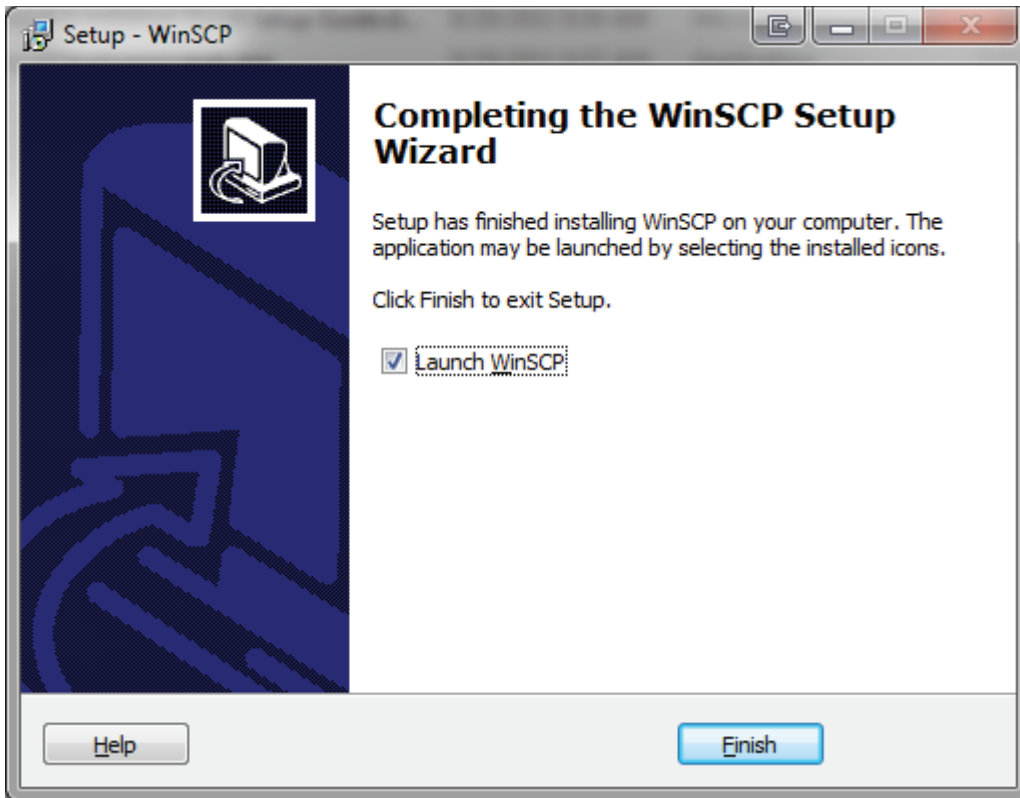 Setup - WinSCP
Completing the WinSCP Setup
Wizard
Setup has finished installing WinSCP on your computer. The
application may be launched by selecting the installed icons.
Click Finish to exit Setup.
Launch WinSCP
Help
Finish